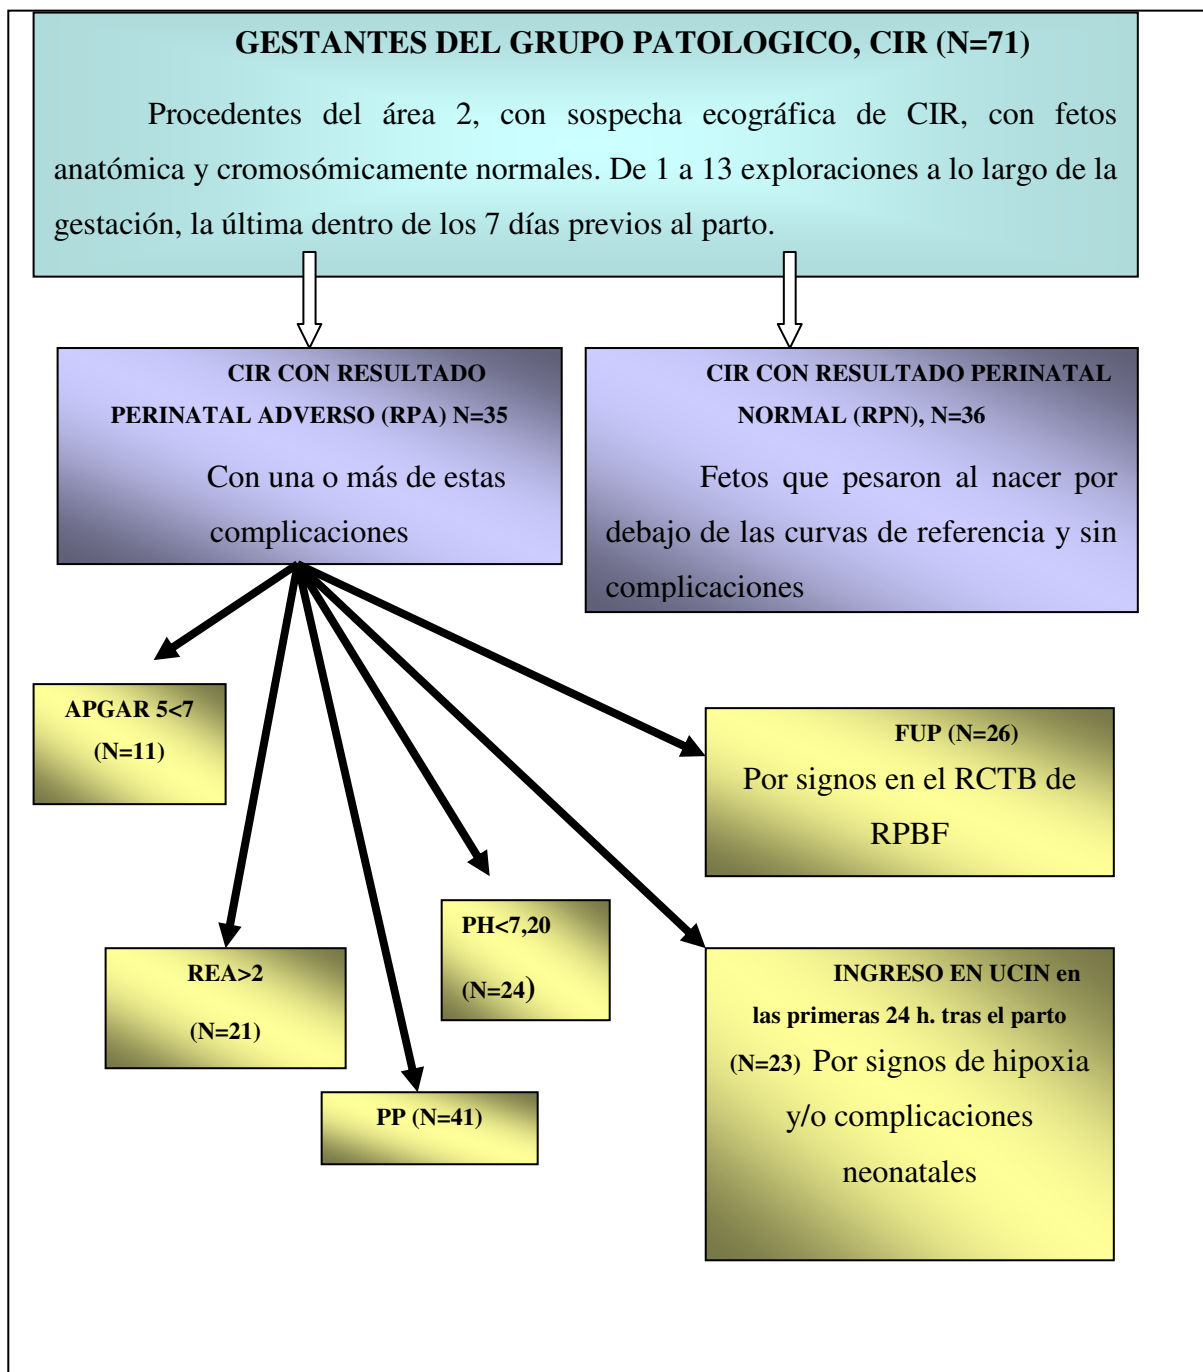 GESTANTES DEL GRUPO PATOLOGICO, CIR (N=71)
Procedentes del área 2, con sospecha ecográfica de CIR, con fetos
anatómica y cromosómicamente normales. De 1 a 13 exploraciones a lo largo de la
gestación, la última dentro de los 7 días previos al parto.
CIR CON RESULTADO
PERINATAL ADVERSO (RPA) N=35
Con una o más de estas
complicaciones
CIR CON RESULTADO PERINATAL
NORMAL (RPN), N=36
Fetos que pesaron al nacer por
debajo de las curvas de referencia y sin
complicaciones
APGAR 5<7
(N=11)
FUP (N=26)
Por signos en el RCTB de
RPBF
PH<7,20
(N=24)
REA>2
(N=21)
PP (N=41)
INGRESO EN UCIN en
las primeras 24 h. tras el parto
(N=23) Por signos de hipoxia
y/o complicaciones
neonatales